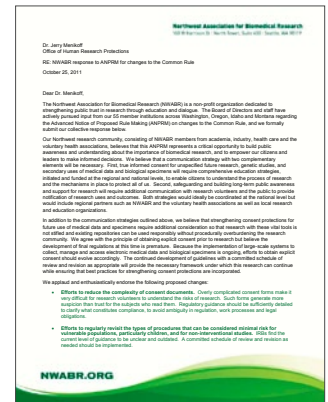 Northwest Association for Biomedical Research
Dr. Jerry Menikoff
Office of Human Research Protections
RE: NWABR response to ANPRM for changes to the Common Rule
October 25, 2011
Dear Dr. Menikoff,
The Northwest Association for Biomedical Research (NWABR) is a non-profit organization dedicated to
strengthening public trust in research through education and dialogue. The Board of Directors and staff have
actively pursued input from our 55 member institutions across Washington, Oregon, Idaho and Montana regarding
the Advanced Notice of Proposed Rule Making (ANPRM) on changes to the Common Rule, and we formally
submit our collective response below.
Our Northwest research community, consisting of NWABR members from academia, industry, health care and the
voluntary health associations, believes that this ANPRM represents a critical opportunity to build public
awareness and understanding about the importance of biomedical research, and to empower our citizens and
leaders to make informed decisions. We believe that a communication strategy with two complementary
elements will be necessary. First, true informed consent for unspecified future research, genetic studies, and
secondary uses of medical data and biological specimens will require comprehensive education strategies,
initiated and funded at the regional and national levels, to enable citizens to understand the process of research
and the mechanisms in place to protect all of us. Second, safeguarding and building long-term public awareness
and support for research will require additional communication with research volunteers and the public to provide
notification of research uses and outcomes. Both strategies would ideally be coordinated at the regional level but
would include regional partners such as NWABR and the voluntary health associations as well as local research
and education organizations.
In addition to the communication strategies outlined above, we believe that strengthening consent protections for
future use of medical data and specimens requires additional consideration so that research with these vital tools is
not stifled and existing repositories can be used responsibly without procedurally overburdening the research
community. We agree with the principle of obtaining explicit consent prior to research but believe that the
development of final regulations at this time is premature. Because the implementation of large-scale systems to
collect, manage and access electronic medical data and biological specimens is ongoing, efforts to obtain explicit
consent should evolve accordingly. The continued development of guidelines with a committed schedule of
review and revision as appropriate will provide the necessary framework under which this research can continue
while ensuring that best practices for strengthening consent protections are incorporated.
We applaud and enthusiastically endorse the following proposed changes:
• Efforts to reduce the complexity of consent documents. Overly complicated consent forms make it
very difficult for research volunteers to understand the risks of research. Such forms generate more
suspicion than trust for the subjects who read them. Regulatory guidance should be sufficiently detailed
to clarify what constitutes compliance, to avoid ambiguity in regulation, work processes and legal
obligations.
• Efforts to regularly revisit the types of procedures that can be considered minimal risk for
vulnerable populations, particularly children, and for non-interventional studies. IRBs find the
current level of guidance to be unclear and outdated. A committed schedule of review and revision as
needed should be implemented.
NWABR.ORG